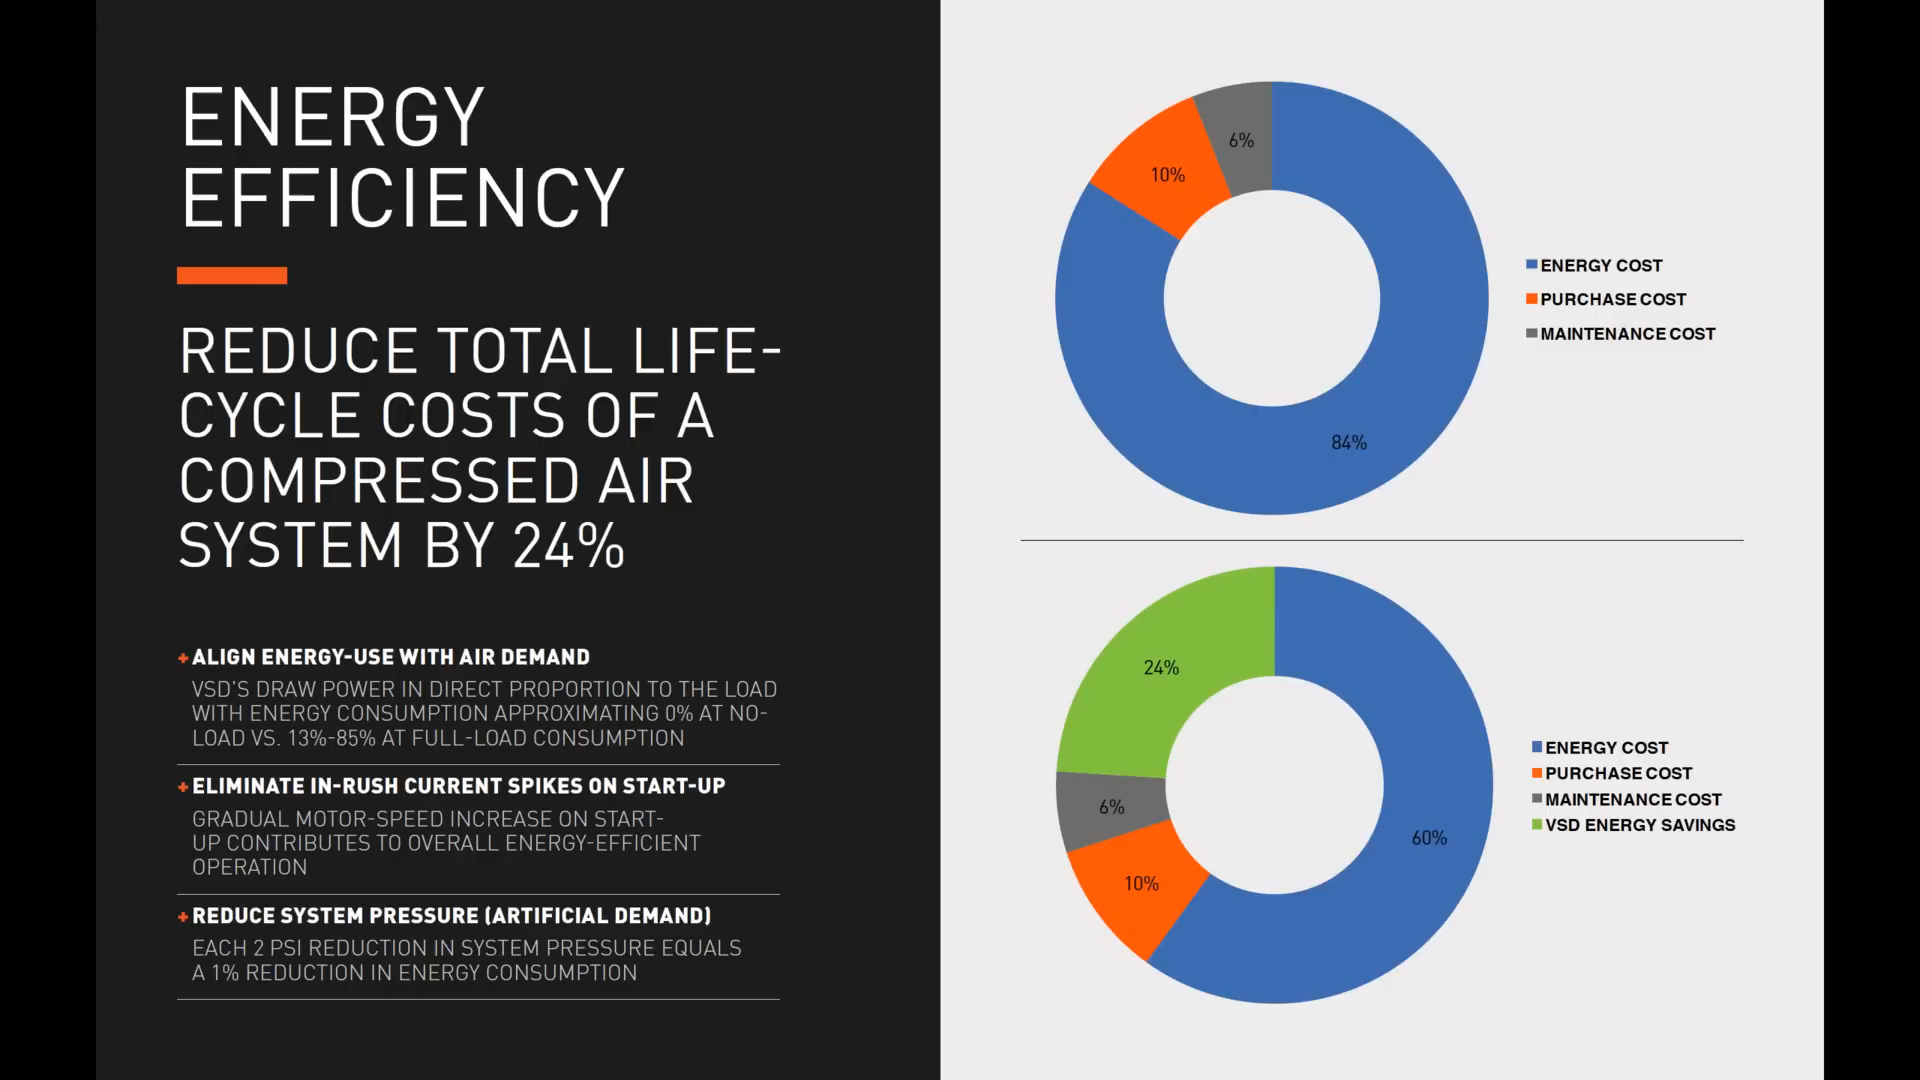 ENERGY
EFFICIENCY
REDUCE TOTAL LIFE-
CYCLE COSTS OF A
COMPRESSED AIR
SYSTEM BY 24%
+ ALIGN ENERGY-USE WITH AIR DEMAND
VSD'S DRAW POWER IN DIRECT PROPORTION TO THE LOAD
WITH ENERGY CONSUMPTION APPROXIMATING 0% AT NO-
LOAD VS. 13%-85% AT FULL-LOAD CONSUMPTION
+ ELIMINATE IN-RUSH CURRENT SPIKES ON START-UP
GRADUAL MOTOR-SPEED INCREASE ON START-
UP CONTRIBUTES TO OVERALL ENERGY-EFFICIENT
OPERATION
+ REDUCE SYSTEM PRESSURE (ARTIFICIAL DEMAND)
EACH 2 PSI REDUCTION IN SYSTEM PRESSURE EQUALS
A 1% REDUCTION IN ENERGY CONSUMPTION
6%
10%
84%
ENERGY COST
PURCHASE COST
MAINTENANCE COST
24%
6%
60%
10%
ENERGY COST
PURCHASE COST
MAINTENANCE COST
VSD ENERGY SAVINGS